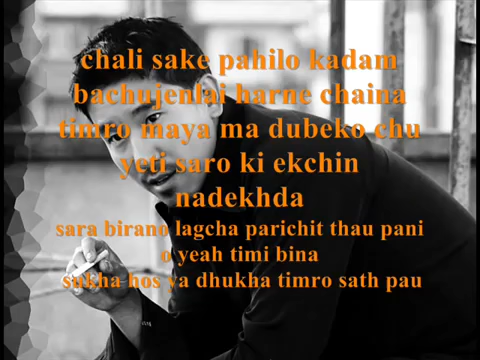 chali sake pahilo kadam
bachujenlai harne chaina
timro maya ma dubeko chu
yeti saro ki ekchin
nadekhda
sara birano lagcha parichit thau pani
o yeah timi bina
sukha hos ya dhukha timro sath pau